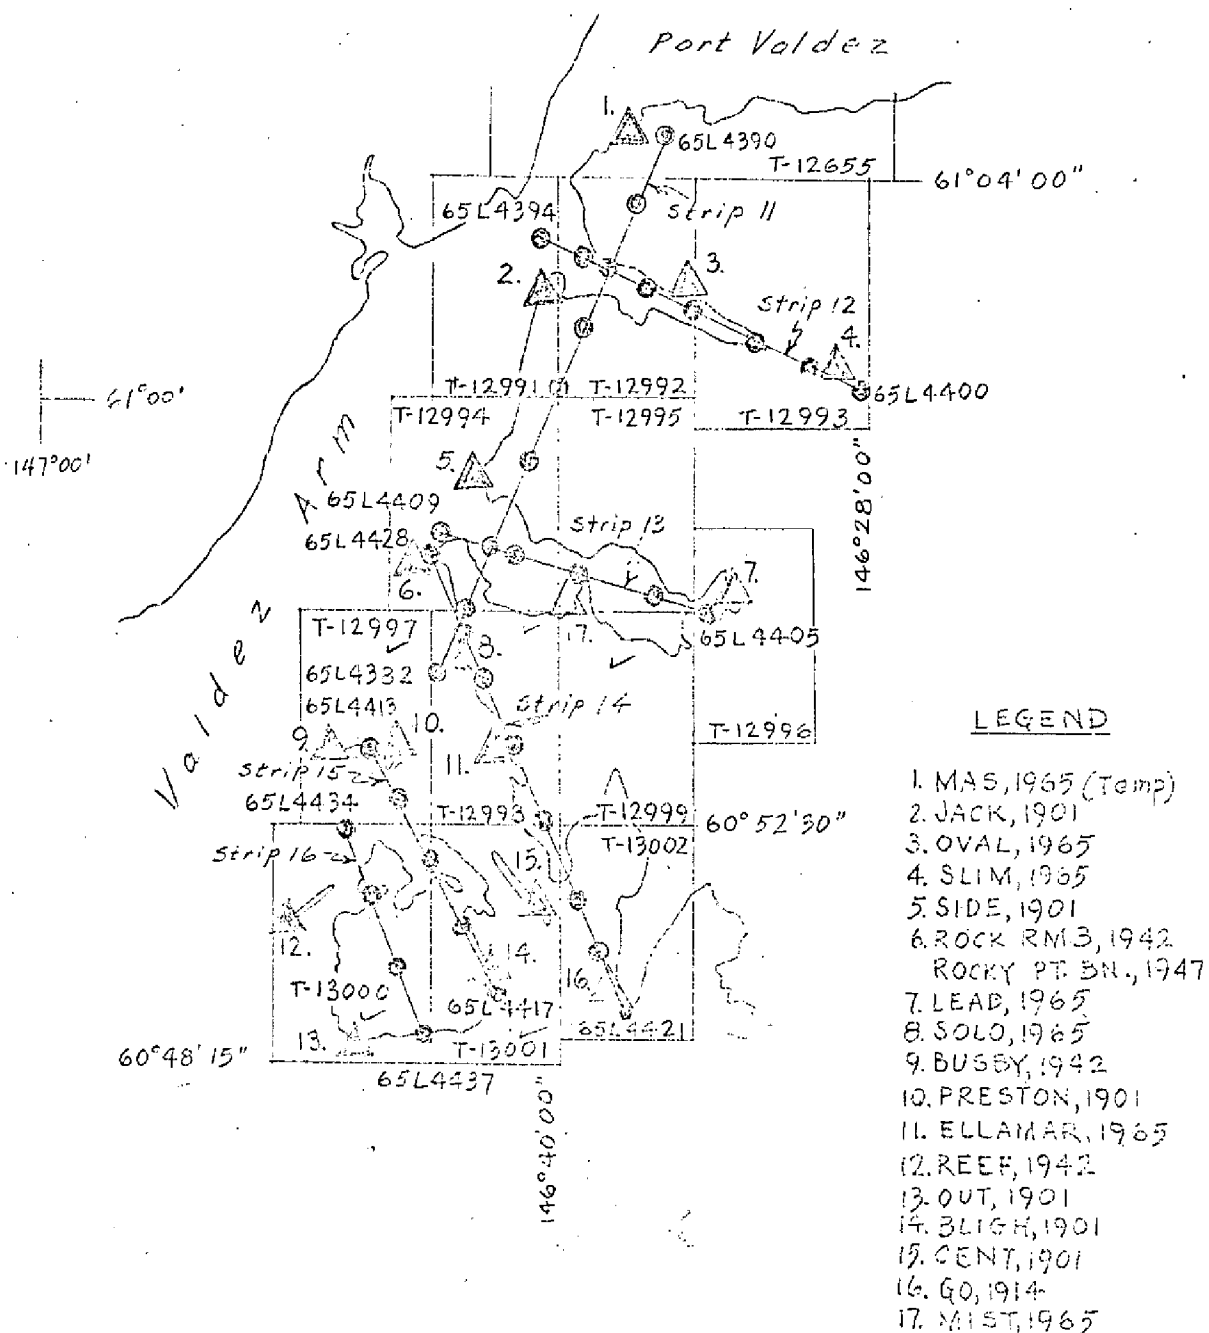 Port Valdez
1.
65L4390
T-12655
61°04'00"
Strip 11
65L4394
2.
3.
Strip 12
4.
65L4400
T-12991
T-12992
T-12993
61°00'
147°00'
T-12994
T-12995
146°28'00"
Arm
5.
65L4409
Strip 13
65L4428
6.
7.
17.
65L4405
T-12997
8.
65L4332
Valdez
65L4413
10.
Strip 14
9.
11.
T-12996
Strip 15
65L4434
T-12993
T-12999
60°52'30"
Strip 16
T-13002
15.
12.
14.
16.
T-13000
65L4417
65L4421
13.
T-13001
60°48'15"
65L4437
146°40'00"
LEGEND
1. MAS, 1965 (Temp)
2. JACK, 1901
3. OVAL, 1965
4. SLIM, 1965
5. SIDE, 1901
6. ROCK RM3, 1942
ROCKY PT. BN., 1947
7. LEAD, 1965
8. SOLO, 1965
9. BUSBY, 1942
10. PRESTON, 1901
11. ELLAMAR, 1965
12. REEF, 1942
13. OUT, 1901
14. BLIGH, 1901
15. CENT, 1901
16. GO, 1914
17. MIST, 1965